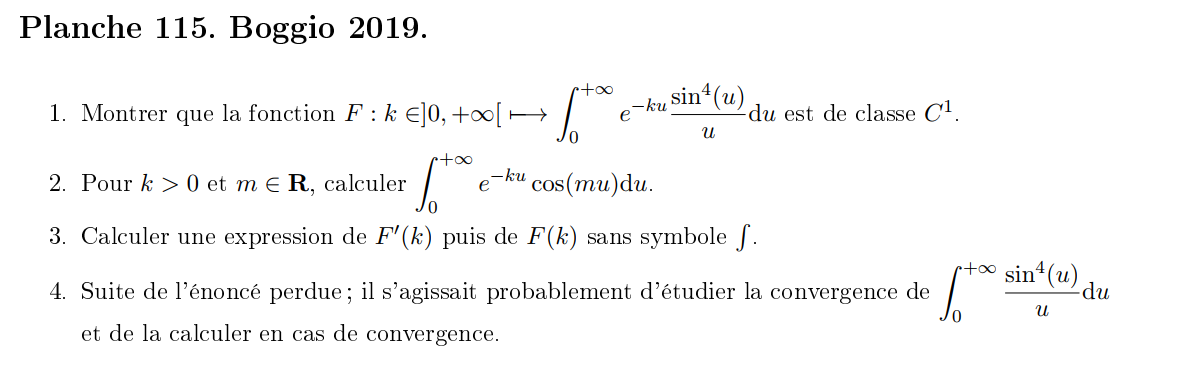 Planche 115. Boggio 2019.
1. Montrer que la fonction $F : k \in ]0, +\infty[ \longmapsto \int_0^{+\infty} e^{-ku} \frac{\sin^4(u)}{u} \mathrm{d}u$ est de classe $C^1$.
2. Pour $k > 0$ et $m \in \mathbf{R}$, calculer $\int_0^{+\infty} e^{-ku} \cos(mu) \mathrm{d}u$.
3. Calculer une expression de $F'(k)$ puis de $F(k)$ sans symbole $\int$.
4. Suite de l'énoncé perdue ; il s'agissait probablement d'étudier la convergence de $\int_0^{+\infty} \frac{\sin^4(u)}{u} \mathrm{d}u$
et de la calculer en cas de convergence.